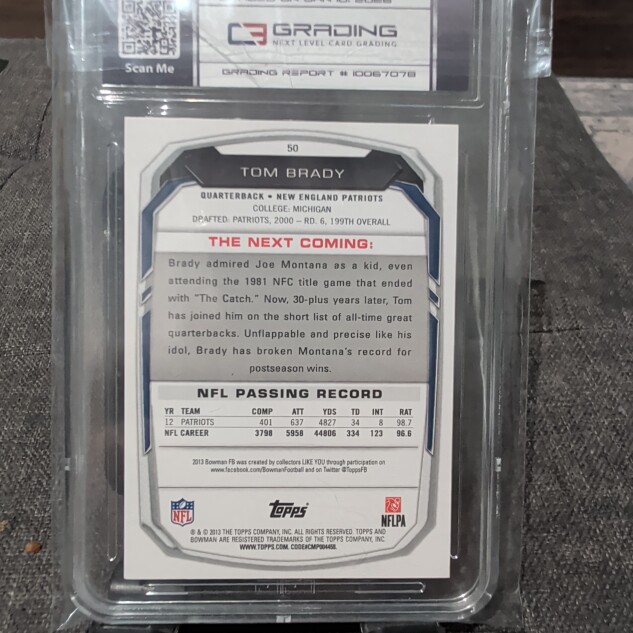 C3 GRADING
NEXT LEVEL CARD GRADING
Scan Me
GRADING REPORT # ID067078
50
TOM BRADY
QUARTERBACK • NEW ENGLAND PATRIOTS
COLLEGE: MICHIGAN
DRAFTED: PATRIOTS, 2000 – RD. 6, 199TH OVERALL
THE NEXT COMING:
Brady admired Joe Montana as a kid, even
attending the 1981 NFC title game that ended
with "The Catch." Now, 30-plus years later, Tom
has joined him on the short list of all-time great
quarterbacks. Unflappable and precise like his
idol, Brady has broken Montana's record for
postseason wins.
NFL PASSING RECORD
YR TEAM COMP ATT YDS TD INT RAT
12 PATRIOTS 401 637 4827 34 8 98.7
NFL CAREER 3798 5958 44806 334 123 96.6
2013 Bowman FB was created by collectors LIKE YOU through participation on
www.facebook.com/BowmanFootball and on Twitter @ToppsFB
NFL
Topps
NFLPA
® & © 2013 THE TOPPS COMPANY, INC. ALL RIGHTS RESERVED. TOPPS AND
BOWMAN ARE REGISTERED TRADEMARKS OF THE TOPPS COMPANY, INC.
WWW.TOPPS.COM. CODE#CMP004458.